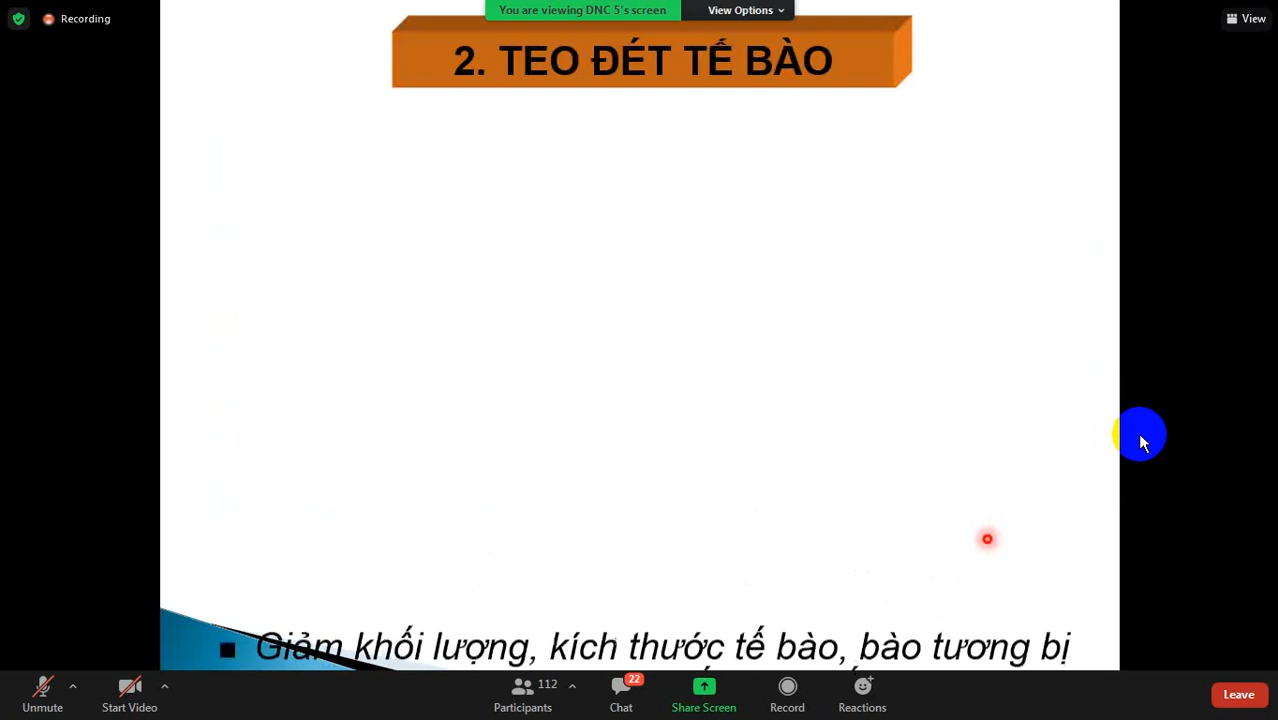 You are viewing DNC 5's screen
View Options
Recording
View
2. TEO ĐÉT TẾ BÀO
Giảm khối lượng, kích thước tế bào, bào tương bị
Unmute
Start Video
Participants
112
Chat
22
Share Screen
Record
Reactions
Leave